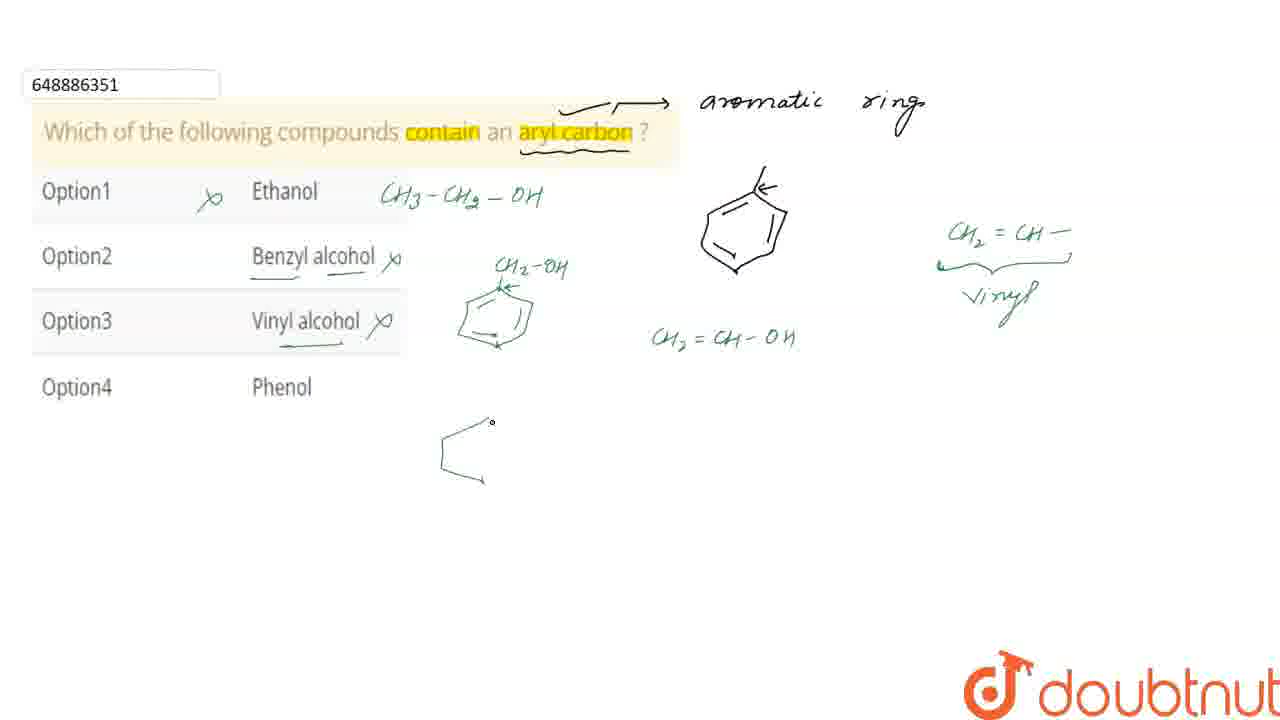 648886351
aromatic rings
Which of the following compounds contain an aryl carbon ?
Option1 Ethanol CH3-CH2-OH
CH2=CH-
Option2 Benzyl alcohol CH2-OH
Vinyl
Option3 Vinyl alcohol
CH2=CH-OH
Option4 Phenol
doubtnut